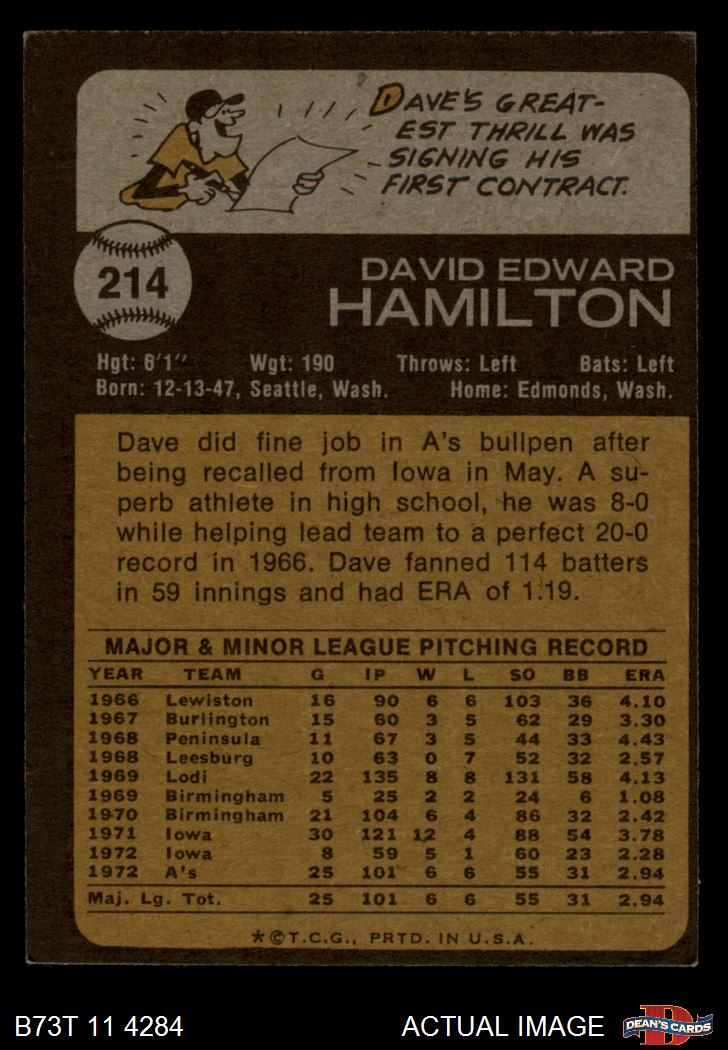 DAVE'S GREAT-
EST THRILL WAS
SIGNING HIS
FIRST CONTRACT.
214
DAVID EDWARD
HAMILTON
Hgt: 6'1" Wgt: 190 Throws: Left Bats: Left
Born: 12-13-47, Seattle, Wash. Home: Edmonds, Wash.
Dave did fine job in A's bullpen after
being recalled from Iowa in May. A su-
perb athlete in high school, he was 8-0
while helping lead team to a perfect 20-0
record in 1966. Dave fanned 114 batters
in 59 innings and had ERA of 1.19.
MAJOR & MINOR LEAGUE PITCHING RECORD
YEAR TEAM G IP W L SO BB ERA
1966 Lewiston 16 90 6 6 103 36 4.10
1967 Burlington 15 60 3 5 62 29 3.30
1968 Peninsula 11 67 3 5 44 33 4.43
1968 Leesburg 10 63 0 7 52 32 2.57
1969 Lodi 22 135 8 8 131 58 4.13
1969 Birmingham 5 25 2 2 24 6 1.08
1970 Birmingham 21 104 6 4 86 32 2.42
1971 Iowa 30 121 12 4 88 54 3.78
1972 Iowa 8 59 5 1 60 23 2.28
1972 A's 25 101 6 6 55 31 2.94
Maj. Lg. Tot. 25 101 6 6 55 31 2.94
*©T.C.G., PRTD. IN U.S.A.
B73T 11 4284 ACTUAL IMAGE
D
DEAN'S CARDS